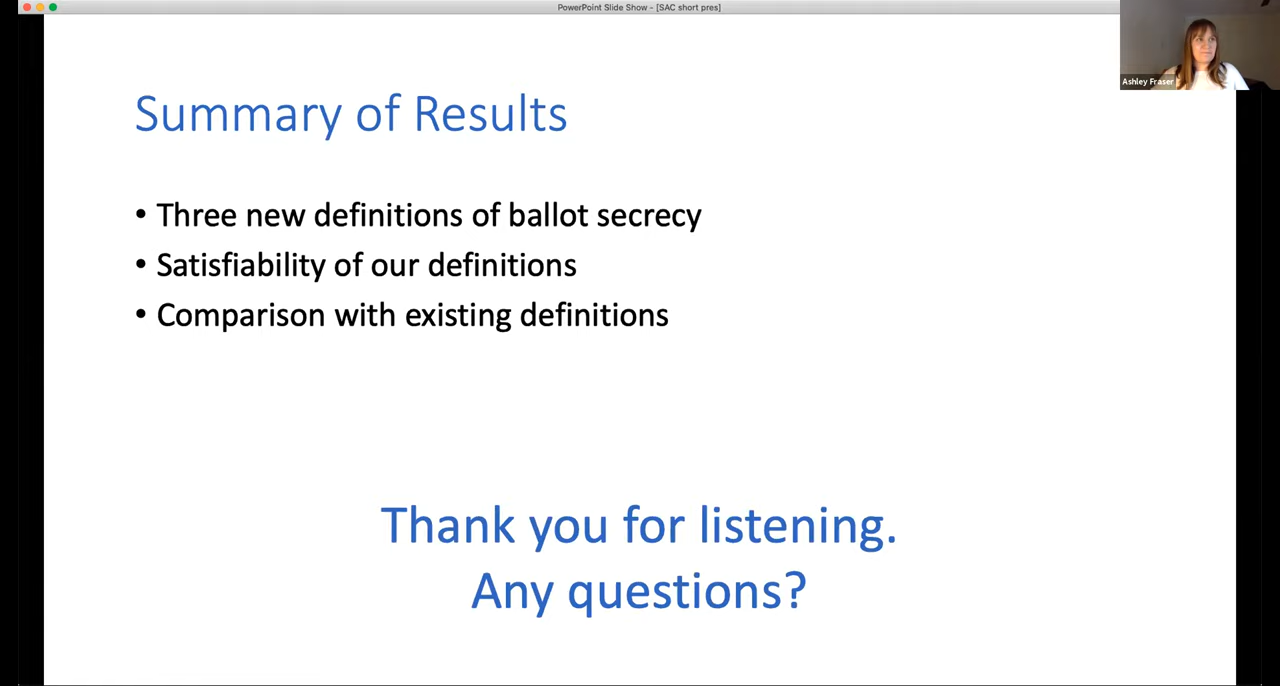 PowerPoint Slide Show - [SAC short pres]
Ashley Fraser
Summary of Results
• Three new definitions of ballot secrecy
• Satisfiability of our definitions
• Comparison with existing definitions
Thank you for listening.
Any questions?